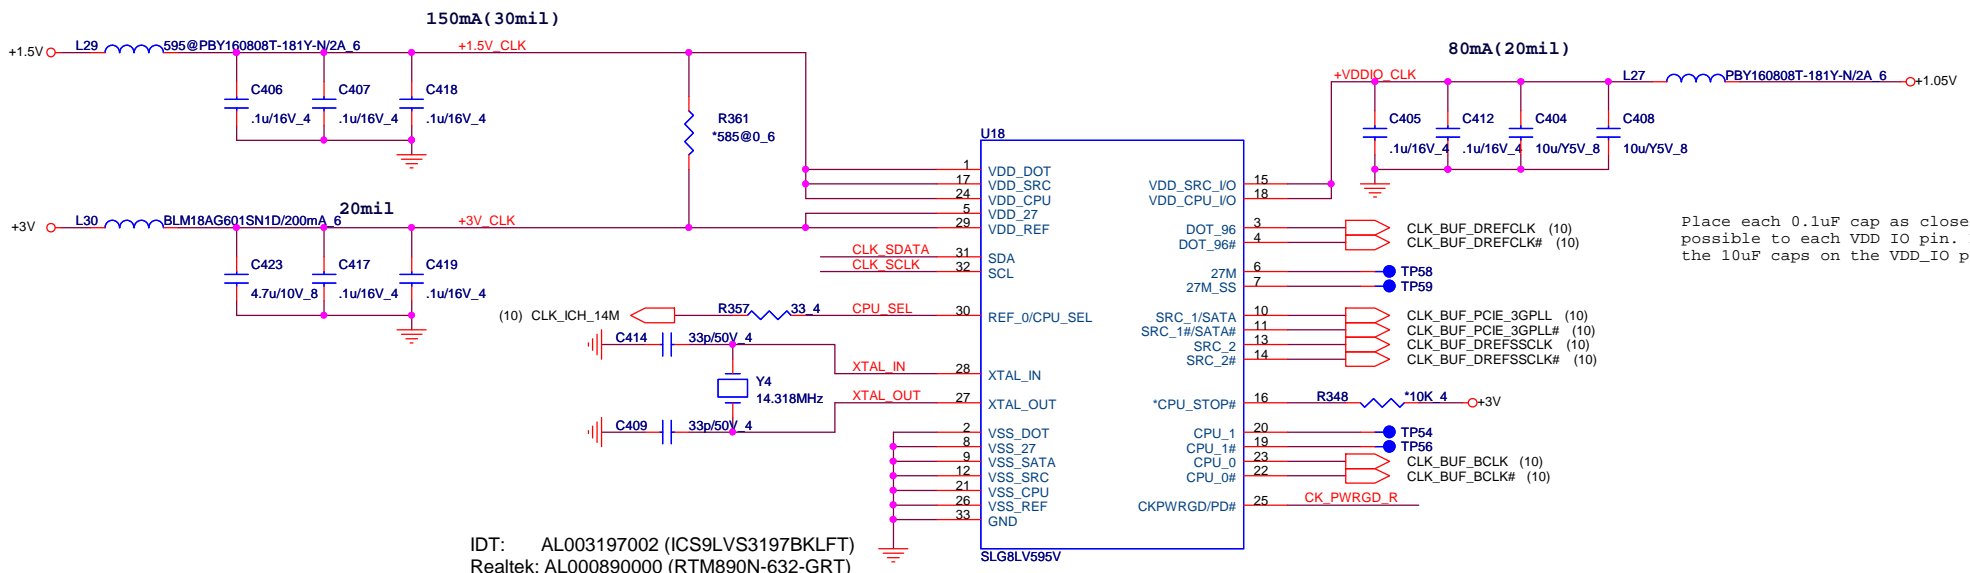 150mA(30mil)
+1.5V L29 595@PBY160808T-181Y-N/2A_6 +1.5V_CLK
C406 .1u/16V_4
C407 .1u/16V_4
C418 .1u/16V_4
R361 *585@0_6
20mil
+3V L30 BLM18AG601SN1D/200mA_6 +3V_CLK
C423 4.7u/10V_8
C417 .1u/16V_4
C419 .1u/16V_4
80mA(20mil)
+VDDIO_CLK L27 PBY160808T-181Y-N/2A_6 +1.05V
C405 .1u/16V_4
C412 .1u/16V_4
C404 10u/Y5V_8
C408 10u/Y5V_8
Place each 0.1uF cap as close
possible to each VDD IO pin.
the 10uF caps on the VDD_IO p
U18
1 VDD_DOT
17 VDD_SRC
24 VDD_CPU
5 VDD_27
29 VDD_REF
CLK_SDATA 31 SDA
CLK_SCLK 32 SCL
(10) CLK_ICH_14M R357 33_4 CPU_SEL 30 REF_0/CPU_SEL
C414 33p/50V_4
XTAL_IN 28 XTAL_IN
Y4
14.318MHz
XTAL_OUT 27 XTAL_OUT
C409 33p/50V_4
2 VSS_DOT
8 VSS_27
9 VSS_SATA
12 VSS_SRC
21 VSS_CPU
26 VSS_REF
33 GND
VDD_SRC_I/O 15
VDD_CPU_I/O 18
DOT_96 3 CLK_BUF_DREFCLK (10)
DOT_96# 4 CLK_BUF_DREFCLK# (10)
27M 6 TP58
27M_SS 7 TP59
SRC_1/SATA 10 CLK_BUF_PCIE_3GPLL (10)
SRC_1#/SATA# 11 CLK_BUF_PCIE_3GPLL# (10)
SRC_2 13 CLK_BUF_DREFSSCLK (10)
SRC_2# 14 CLK_BUF_DREFSSCLK# (10)
*CPU_STOP# 16 R348 *10K_4 +3V
CPU_1 20 TP54
CPU_1# 19 TP56
CPU_0 23 CLK_BUF_BCLK (10)
CPU_0# 22 CLK_BUF_BCLK# (10)
CKPWRGD/PD# 25 CK_PWRGD_R
SLG8LV595V
IDT: AL003197002 (ICS9LVS3197BKLFT)
Realtek: AL000890000 (RTM890N-632-GRT)